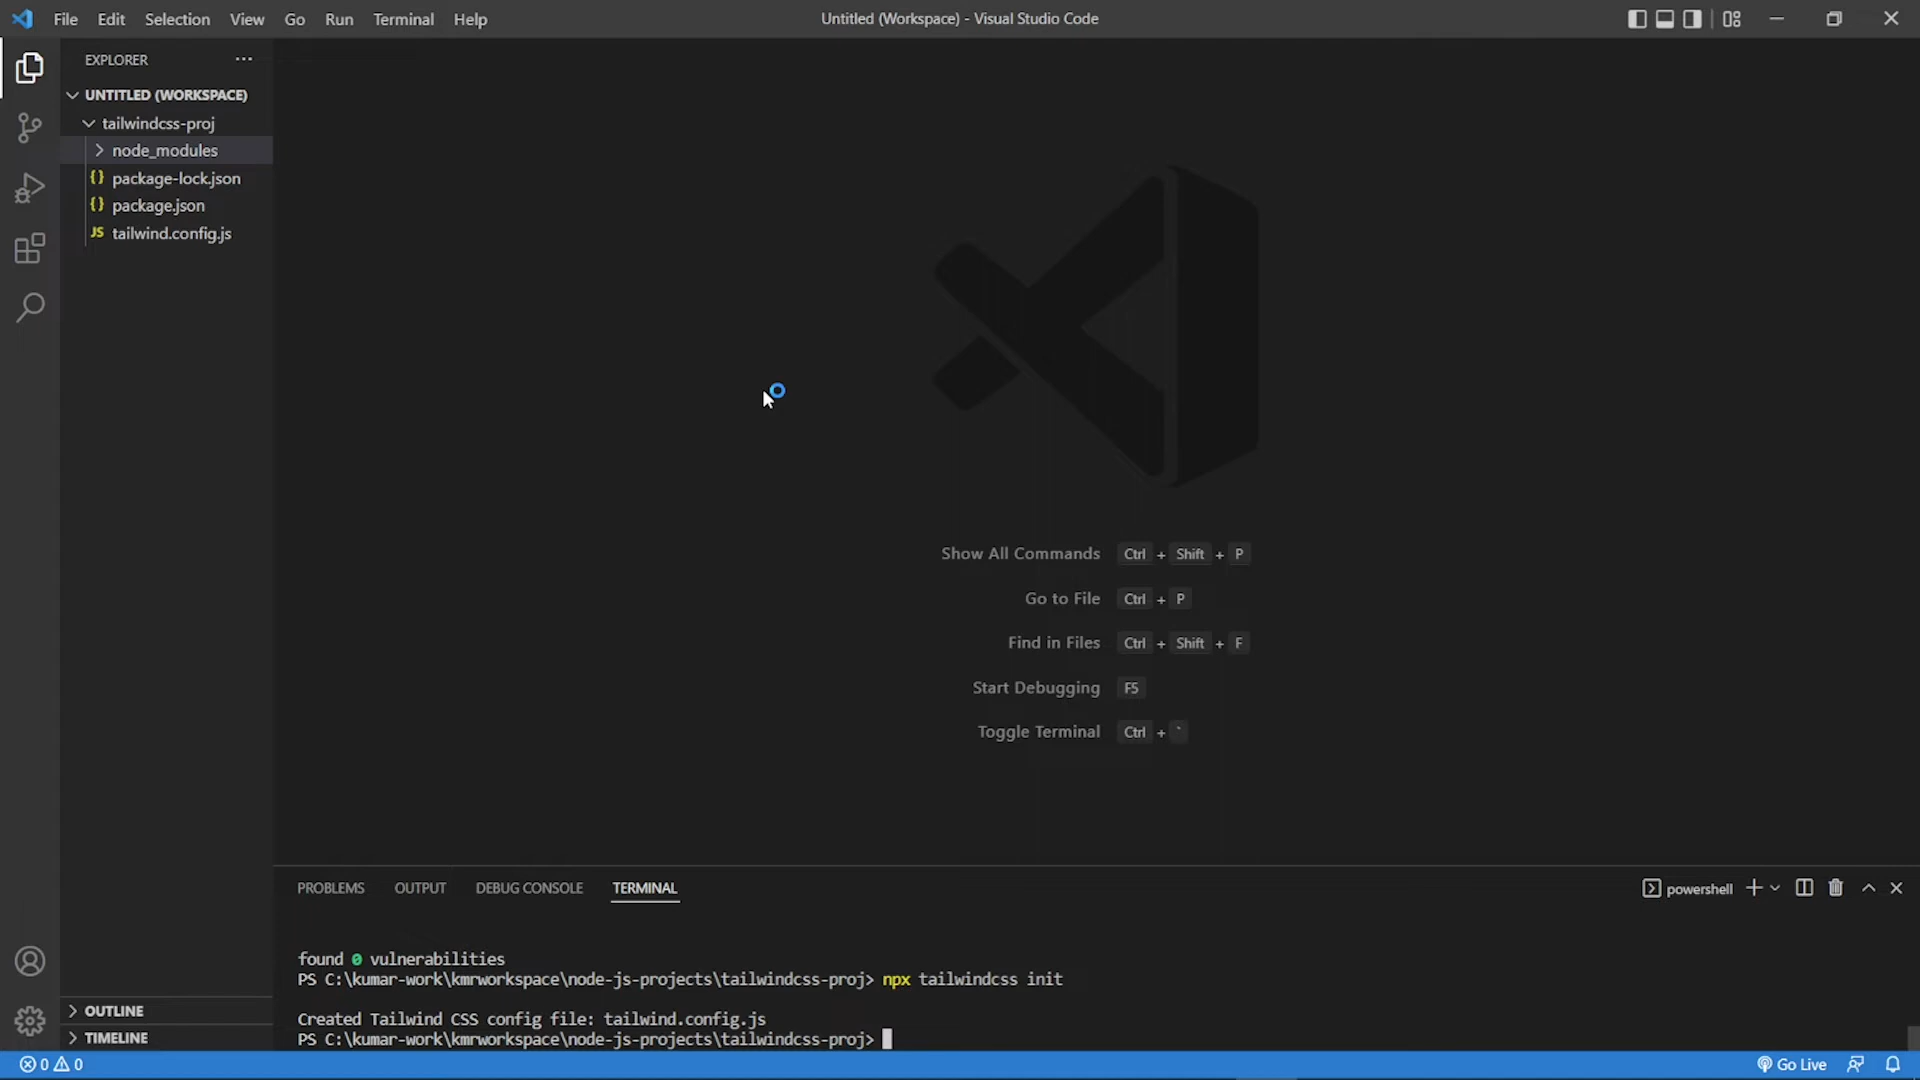 File Edit Selection View Go Run Terminal Help
Untitled (Workspace) - Visual Studio Code
EXPLORER
UNTITLED (WORKSPACE)
tailwindcss-proj
node_modules
{} package-lock.json
{} package.json
JS tailwind.config.js
Show All Commands Ctrl + Shift + P
Go to File Ctrl + P
Find in Files Ctrl + Shift + F
Start Debugging F5
Toggle Terminal Ctrl + `
PROBLEMS OUTPUT DEBUG CONSOLE TERMINAL
powershell
found 0 vulnerabilities
PS C:\kumar-work\kmrworkspace\node-js-projects\tailwindcss-proj> npx tailwindcss init
Created Tailwind CSS config file: tailwind.config.js
PS C:\kumar-work\kmrworkspace\node-js-projects\tailwindcss-proj>
OUTLINE
TIMELINE
0 0
Go Live